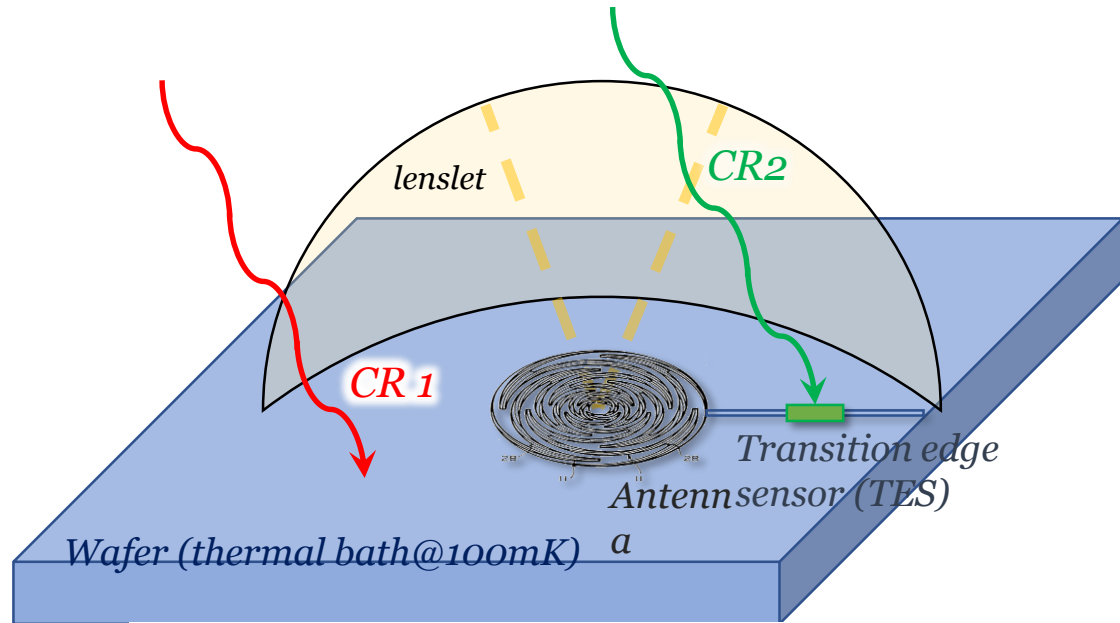 CR2
lenslet
CR 1
Transition edge
Antenn sensor (TES)
a
Wafer (thermal bath@100mK)